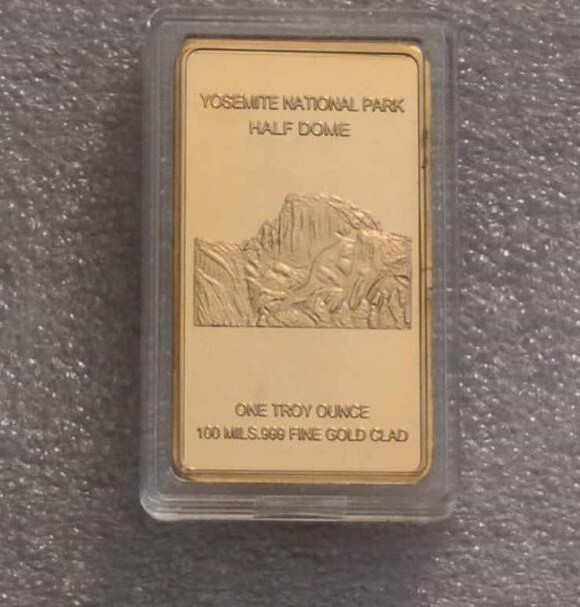 YOSEMITE NATIONAL PARK
HALF DOME
ONE TROY OUNCE
100 MILS.999 FINE GOLD CLAD